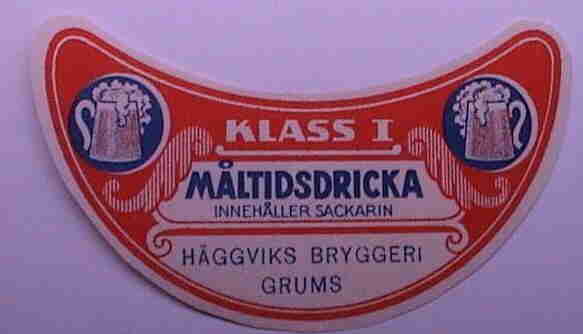 KLASS I
MÅLTIDSDRICKA
INNEHÅLLER SACKARIN
HÄGGVIKS BRYGGERI
GRUMS